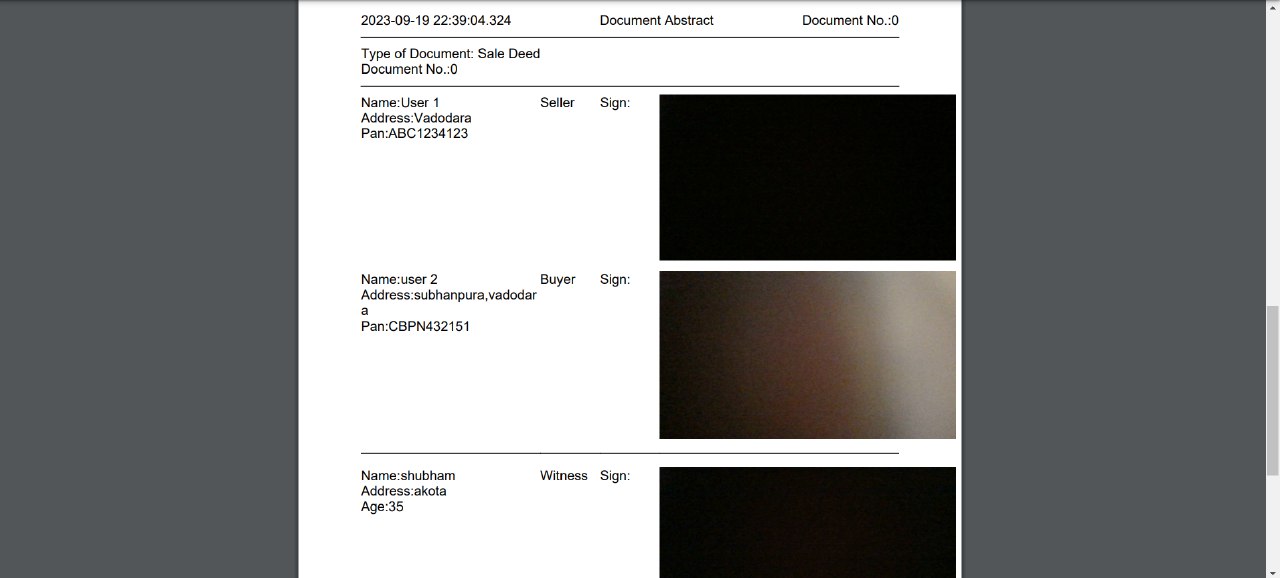 2023-09-19 22:39:04.324 Document Abstract Document No.:0
Type of Document: Sale Deed
Document No.:0
Name:User 1 Seller Sign:
Address:Vadodara
Pan:ABC1234123
Name:user 2 Buyer Sign:
Address:subhanpura,vadodar
a
Pan:CBPN432151
Name:shubham Witness Sign:
Address:akota
Age:35